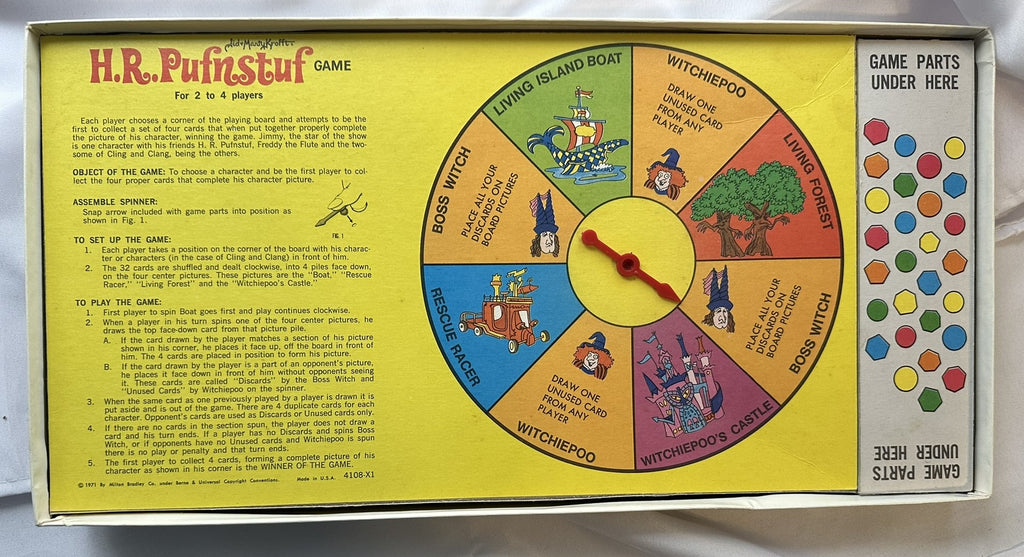 Sid & Marty Krofft
H.R.Pufnstuf GAME
For 2 to 4 players
Each player chooses a corner of the playing board and attempts to be the
first to collect a set of four cards that when put together properly complete
the picture of his character, winning the game. Jimmy, the star of the show
is one character with his friends H. R. Pufnstuf, Freddy the Flute and the two-
some of Cling and Clang, being the others.
OBJECT OF THE GAME: To choose a character and be the first player to col-
lect the four proper cards that complete his character picture.
ASSEMBLE SPINNER:
Snap arrow included with game parts into position as
shown in Fig. 1.
FIG. 1
TO SET UP THE GAME:
1. Each player takes a position on the corner of the board with his charac-
ter or characters (in the case of Cling and Clang) in front of him.
2. The 32 cards are shuffled and dealt clockwise, into 4 piles face down,
on the four center pictures. These pictures are the "Boat," "Rescue
Racer," "Living Forest" and the "Witchiepoo's Castle."
TO PLAY THE GAME:
1. First player to spin Boat goes first and play continues clockwise.
2. When a player in his turn spins one of the four center pictures, he
draws the top face-down card from that picture pile.
A. If the card drawn by the player matches a section of his picture
shown in his corner, he places it face up, off the board in front of
him. The 4 cards are placed in position to form his picture.
B. If the card drawn by the player is a part of an opponent's picture,
he places it face down in front of him without opponents seeing
it. These cards are called "Discards" by the Boss Witch and
"Unused Cards" by Witchiepoo on the spinner.
3. When the same card as one previously played by a player is drawn it is
put aside and is out of the game. There are 4 duplicate cards for each
character. Opponent's cards are used as Discards or Unused cards only.
4. If there are no cards in the section spun, the player does not draw a
card and his turn ends. If a player has no Discards and spins Boss
Witch, or if opponents have no Unused cards and Witchiepoo is spun
there is no play or penalty and that turn ends.
5. The first player to collect 4 cards, forming a complete picture of his
character as shown in his corner is the WINNER OF THE GAME.
© 1971 By Milton Bradley Co. under Berne & Universal Copyright Conventions. Made in U.S.A. 4108-X1
LIVING ISLAND BOAT
WITCHIEPOO
DRAW ONE
UNUSED CARD
FROM ANY
PLAYER
LIVING FOREST
BOSS WITCH
PLACE ALL YOUR
DISCARDS ON
BOARD PICTURES
WITCHIEPOO'S CASTLE
WITCHIEPOO
DRAW ONE
UNUSED CARD
FROM ANY
PLAYER
RESCUE RACER
BOSS WITCH
PLACE ALL YOUR
DISCARDS ON
BOARD PICTURES
GAME PARTS
UNDER HERE
GAME PARTS
UNDER HERE